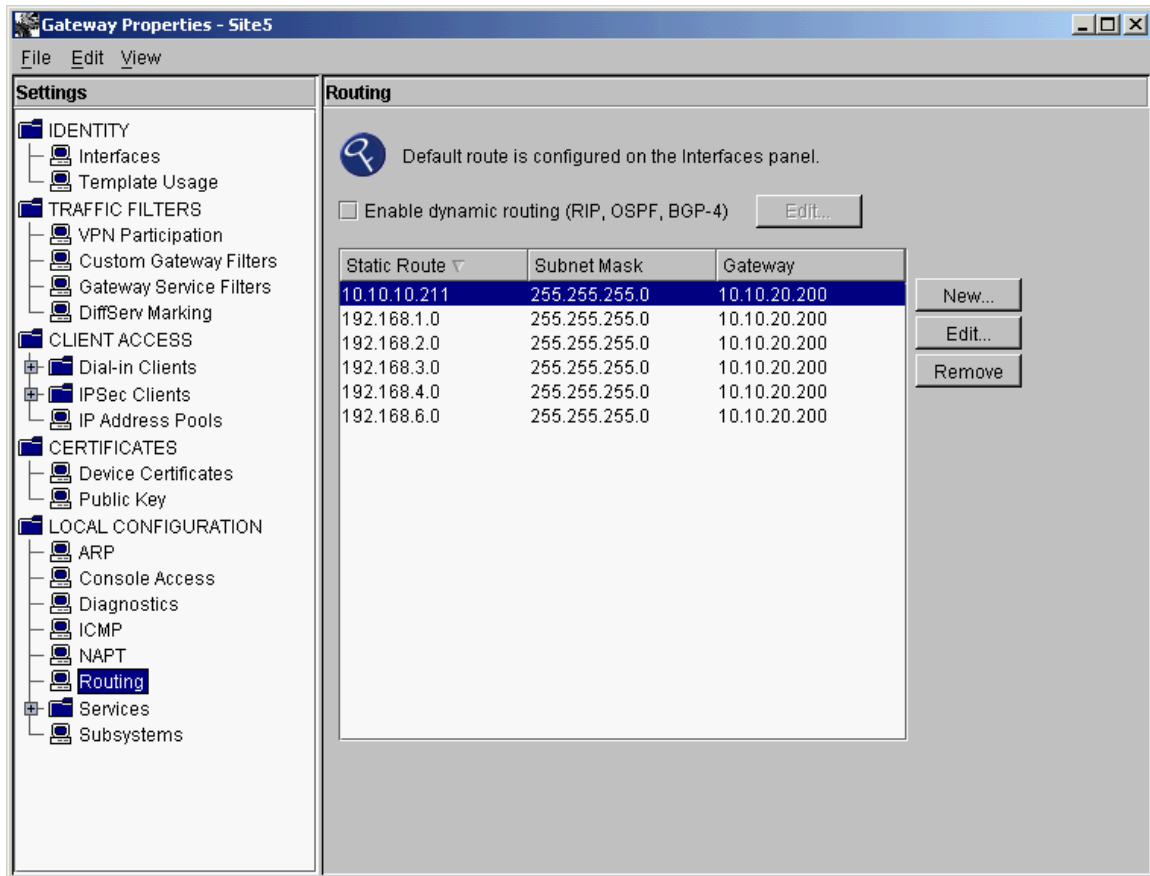 Gateway Properties - Site5
File Edit View
Settings
IDENTITY
Interfaces
Template Usage
TRAFFIC FILTERS
VPN Participation
Custom Gateway Filters
Gateway Service Filters
DiffServ Marking
CLIENT ACCESS
Dial-in Clients
IPSec Clients
IP Address Pools
CERTIFICATES
Device Certificates
Public Key
LOCAL CONFIGURATION
ARP
Console Access
Diagnostics
ICMP
NAPT
Routing
Services
Subsystems
Routing
Default route is configured on the Interfaces panel.
Enable dynamic routing (RIP, OSPF, BGP-4) Edit...
Static Route Subnet Mask Gateway
10.10.10.211 255.255.255.0 10.10.20.200
192.168.1.0 255.255.255.0 10.10.20.200
192.168.2.0 255.255.255.0 10.10.20.200
192.168.3.0 255.255.255.0 10.10.20.200
192.168.4.0 255.255.255.0 10.10.20.200
192.168.6.0 255.255.255.0 10.10.20.200
New...
Edit...
Remove